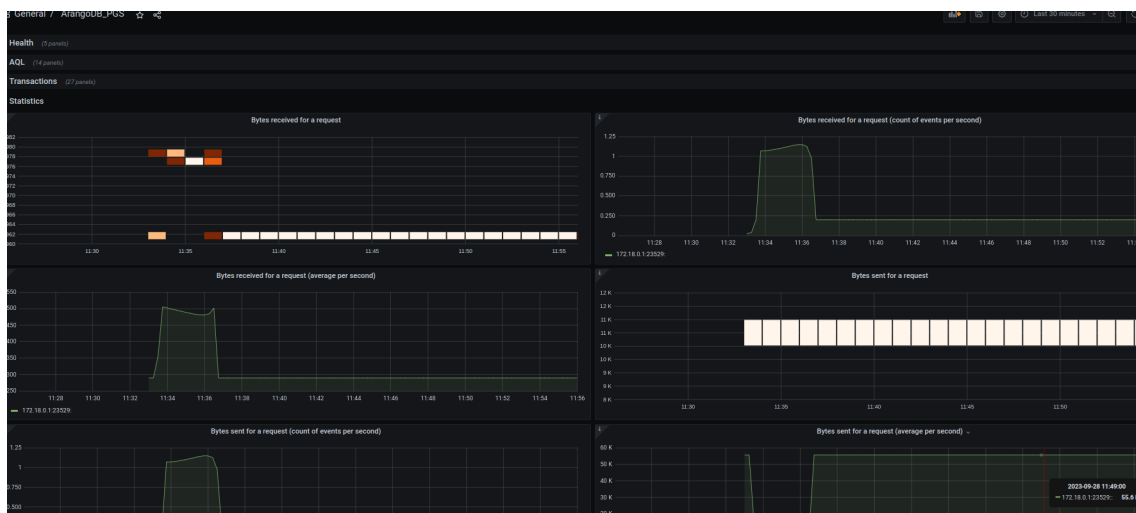 General / ArangoDB_PGS
Last 30 minutes
Health (5 panels)
AQL (14 panels)
Transactions (27 panels)
Statistics
Bytes received for a request
982
980
978
976
974
972
970
968
966
964
962
960
11:30 11:35 11:40 11:45 11:50 11:55
Bytes received for a request (count of events per second)
1.25
1
0.750
0.500
0.250
0
11:28 11:30 11:32 11:34 11:36 11:38 11:40 11:42 11:44 11:46 11:48 11:50 11:52
172.18.0.1:23529:
Bytes received for a request (average per second)
550
500
450
400
350
300
250
11:28 11:30 11:32 11:34 11:36 11:38 11:40 11:42 11:44 11:46 11:48 11:50 11:52 11:54 11:56
172.18.0.1:23529:
Bytes sent for a request
12 K
12 K
11 K
11 K
10 K
10 K
9 K
9 K
8 K
11:30 11:35 11:40 11:45 11:50
Bytes sent for a request (count of events per second)
1.25
1
0.750
0.500
Bytes sent for a request (average per second)
60 K
50 K
40 K
30 K
20 K
2023-09-28 11:49:00
172.18.0.1:23529: 55.6